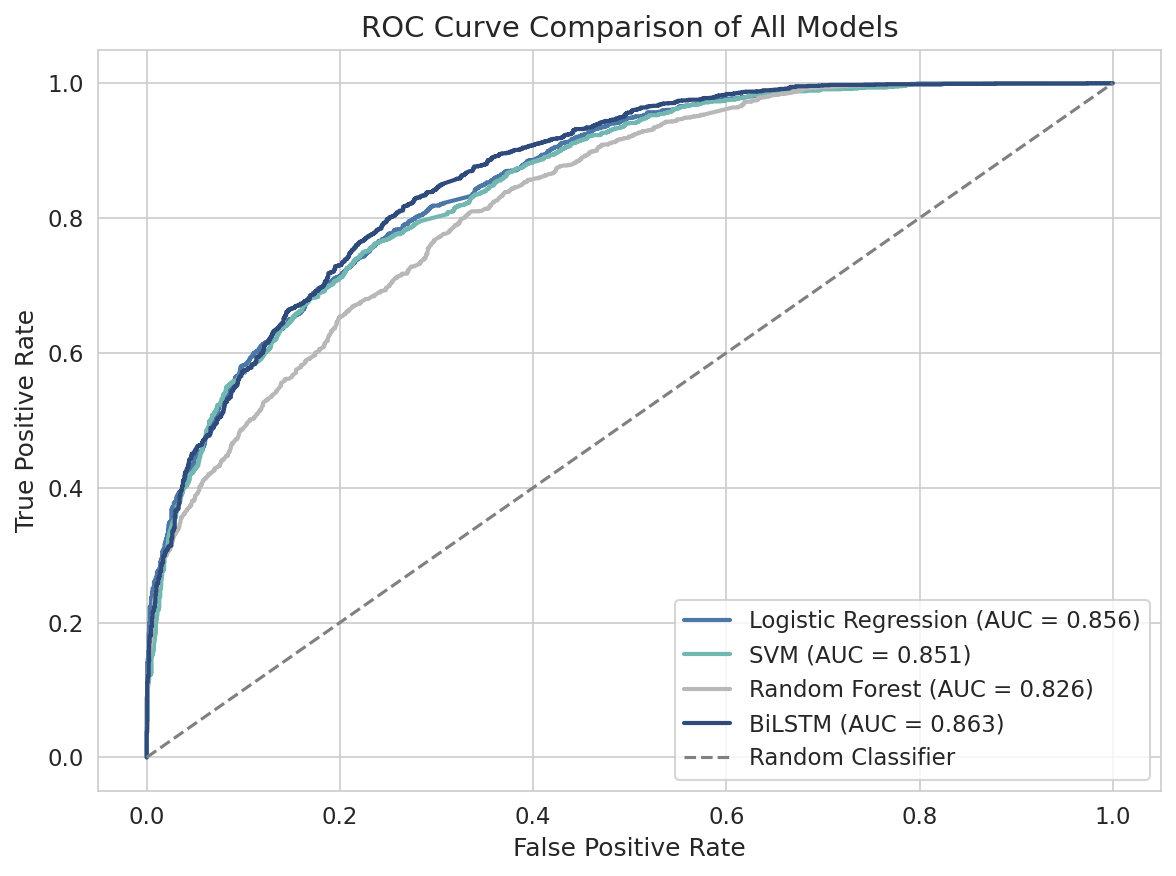 ROC Curve Comparison of All Models
True Positive Rate
1.0
0.8
0.6
0.4
0.2
0.0
Logistic Regression (AUC = 0.856)
SVM (AUC = 0.851)
Random Forest (AUC = 0.826)
BiLSTM (AUC = 0.863)
Random Classifier
0.0 0.2 0.4 0.6 0.8 1.0
False Positive Rate